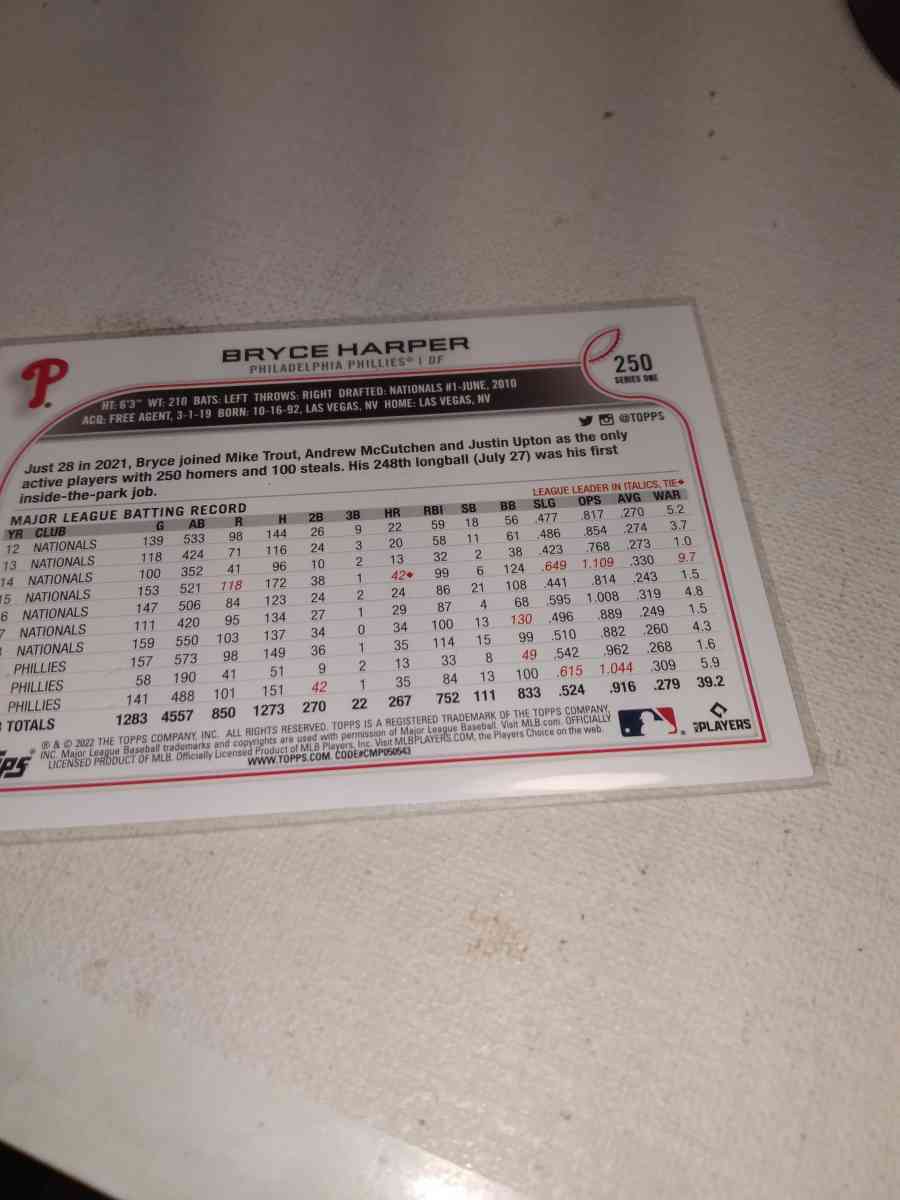 BRYCE HARPER
PHILADELPHIA PHILLIES® | OF
250
SERIES ONE
P
HT: 6'3" WT: 210 BATS: LEFT THROWS: RIGHT DRAFTED: NATIONALS #1-JUNE, 2010
ACQ: FREE AGENT, 3-1-19 BORN: 10-16-92, LAS VEGAS, NV HOME: LAS VEGAS, NV
@TOPPS
Just 28 in 2021, Bryce joined Mike Trout, Andrew McCutchen and Justin Upton as the only
active players with 250 homers and 100 steals. His 248th longball (July 27) was his first
inside-the-park job.
LEAGUE LEADER IN ITALICS, TIE◆
MAJOR LEAGUE BATTING RECORD
YR CLUB G AB R H 2B 3B HR RBI SB BB SLG OPS AVG WAR
12 NATIONALS 139 533 98 144 26 9 22 59 18 56 .477 .817 .270 5.2
13 NATIONALS 118 424 71 116 24 3 20 58 11 61 .486 .854 .274 3.7
14 NATIONALS 100 352 41 96 10 2 13 32 2 38 .423 .768 .273 1.0
5 NATIONALS 153 521 118 172 38 1 42◆ 99 6 124 .649 1.109 .330 9.7
6 NATIONALS 147 506 84 123 24 2 24 86 21 108 .441 .814 .243 1.5
7 NATIONALS 111 420 95 134 27 1 29 87 4 68 .595 1.008 .319 4.8
NATIONALS 159 550 103 137 34 0 34 100 13 130 .496 .889 .249 1.5
PHILLIES 157 573 98 149 36 1 35 114 15 99 .510 .882 .260 4.3
PHILLIES 58 190 41 51 9 2 13 33 8 49 .542 .962 .268 1.6
PHILLIES 141 488 101 151 42 1 35 84 13 100 .615 1.044 .309 5.9
TOTALS 1283 4557 850 1273 270 22 267 752 111 833 .524 .916 .279 39.2
® & © 2022 THE TOPPS COMPANY, INC. ALL RIGHTS RESERVED. TOPPS IS A REGISTERED TRADEMARK OF THE TOPPS COMPANY,
INC. Major League Baseball trademarks and copyrights are used with permission of Major League Baseball. Visit MLB.com. OFFICIALLY
LICENSED PRODUCT OF MLB. Officially Licensed Product of MLB Players, Inc. Visit MLBPLAYERS.COM, the Players Choice on the web.
WWW.TOPPS.COM. CODE#CMP050543
PLAYERS